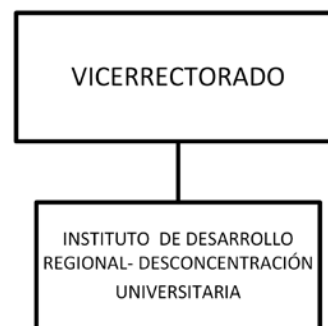 VICERRECTORADO
INSTITUTO DE DESARROLLO
REGIONAL- DESCONCENTRACIÓN
UNIVERSITARIA